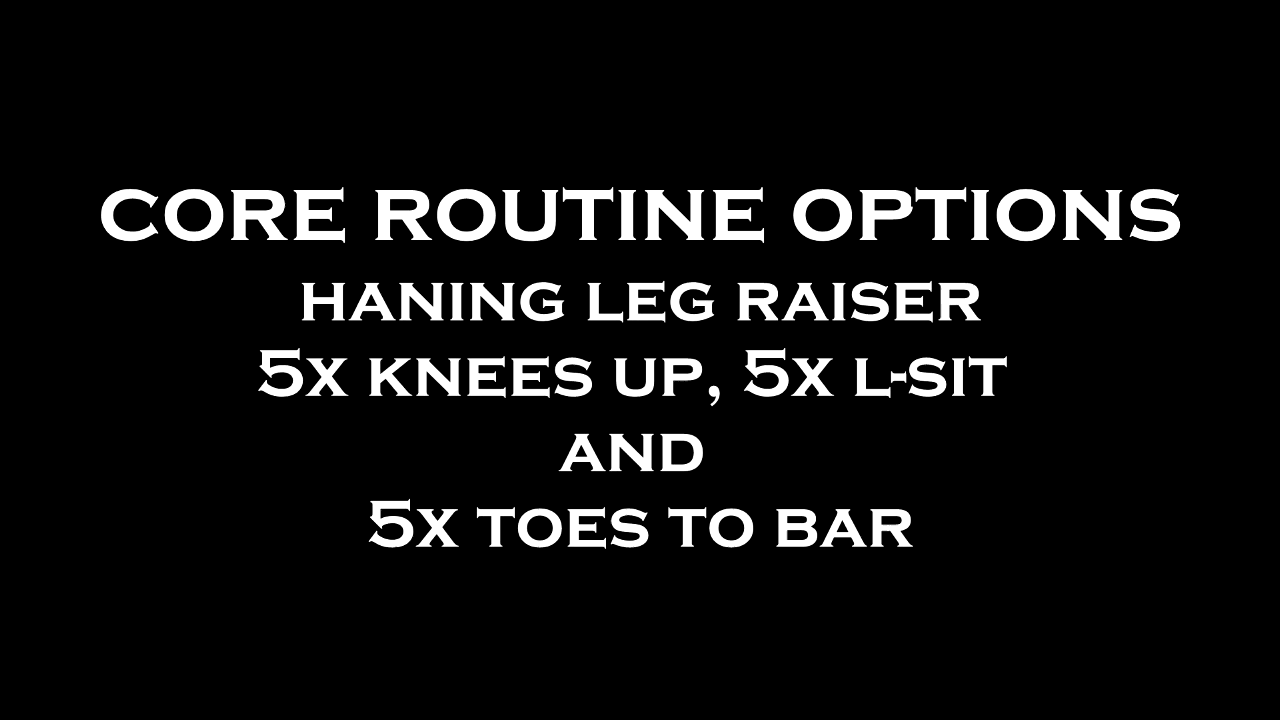 CORE ROUTINE OPTIONS
HANING LEG RAISER
5X KNEES UP, 5X L-SIT
AND
5X TOES TO BAR